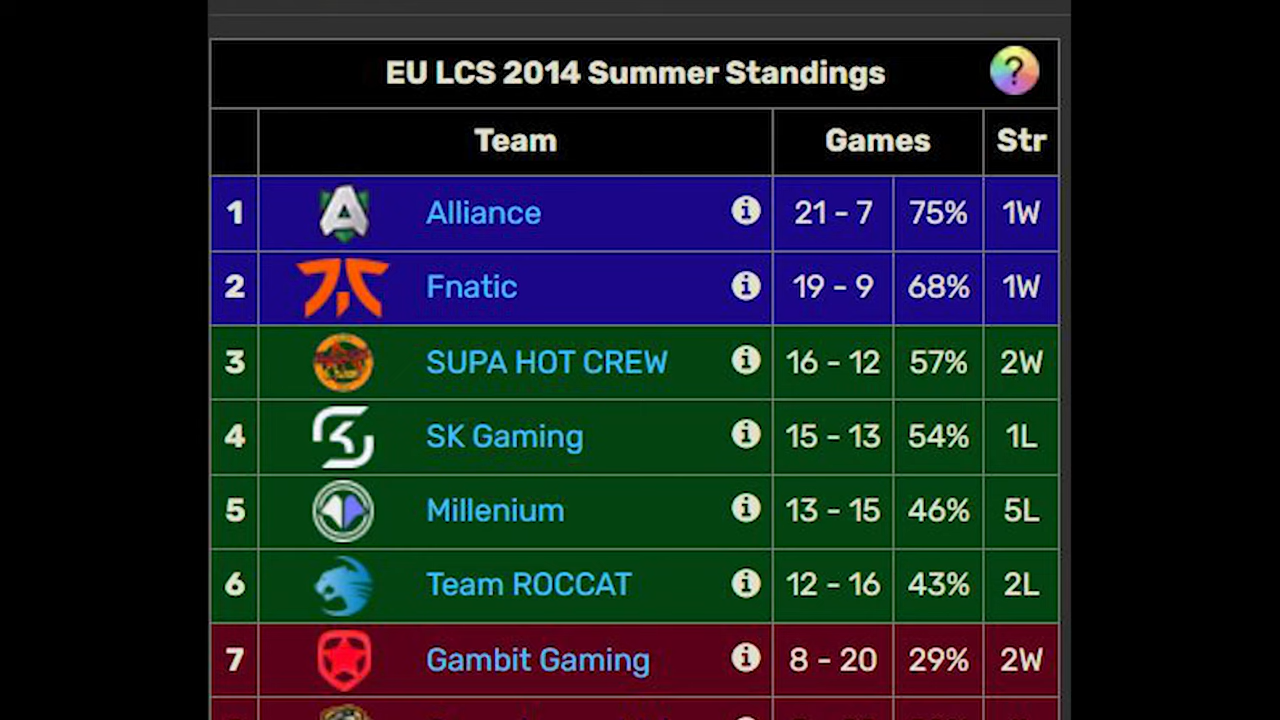 EU LCS 2014 Summer Standings ?
Team Games Str
1 Alliance i 21 - 7 75% 1W
2 Fnatic i 19 - 9 68% 1W
3 SUPA HOT CREW i 16 - 12 57% 2W
4 SK Gaming i 15 - 13 54% 1L
5 Millenium i 13 - 15 46% 5L
6 Team ROCCAT i 12 - 16 43% 2L
7 Gambit Gaming i 8 - 20 29% 2W